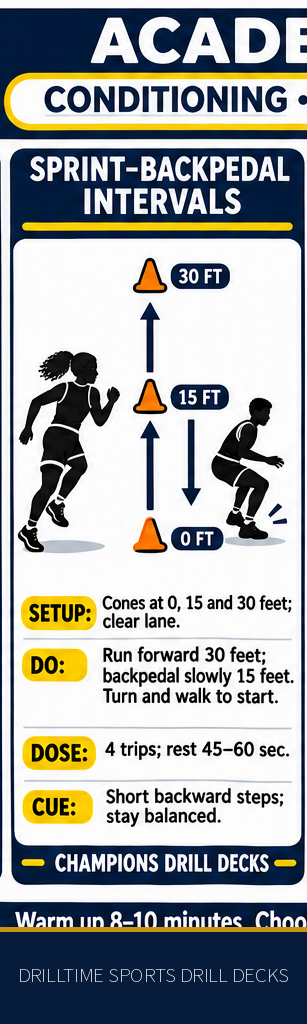 ACADE
CONDITIONING •
SPRINT-BACKPEDAL
INTERVALS
30 FT
15 FT
0 FT
SETUP: Cones at 0, 15 and 30 feet;
clear lane.
DO: Run forward 30 feet;
backpedal slowly 15 feet.
Turn and walk to start.
DOSE: 4 trips; rest 45–60 sec.
CUE: Short backward steps;
stay balanced.
CHAMPIONS DRILL DECKS
Warm up 8–10 minutes. Choo
DRILLTIME SPORTS DRILL DECKS